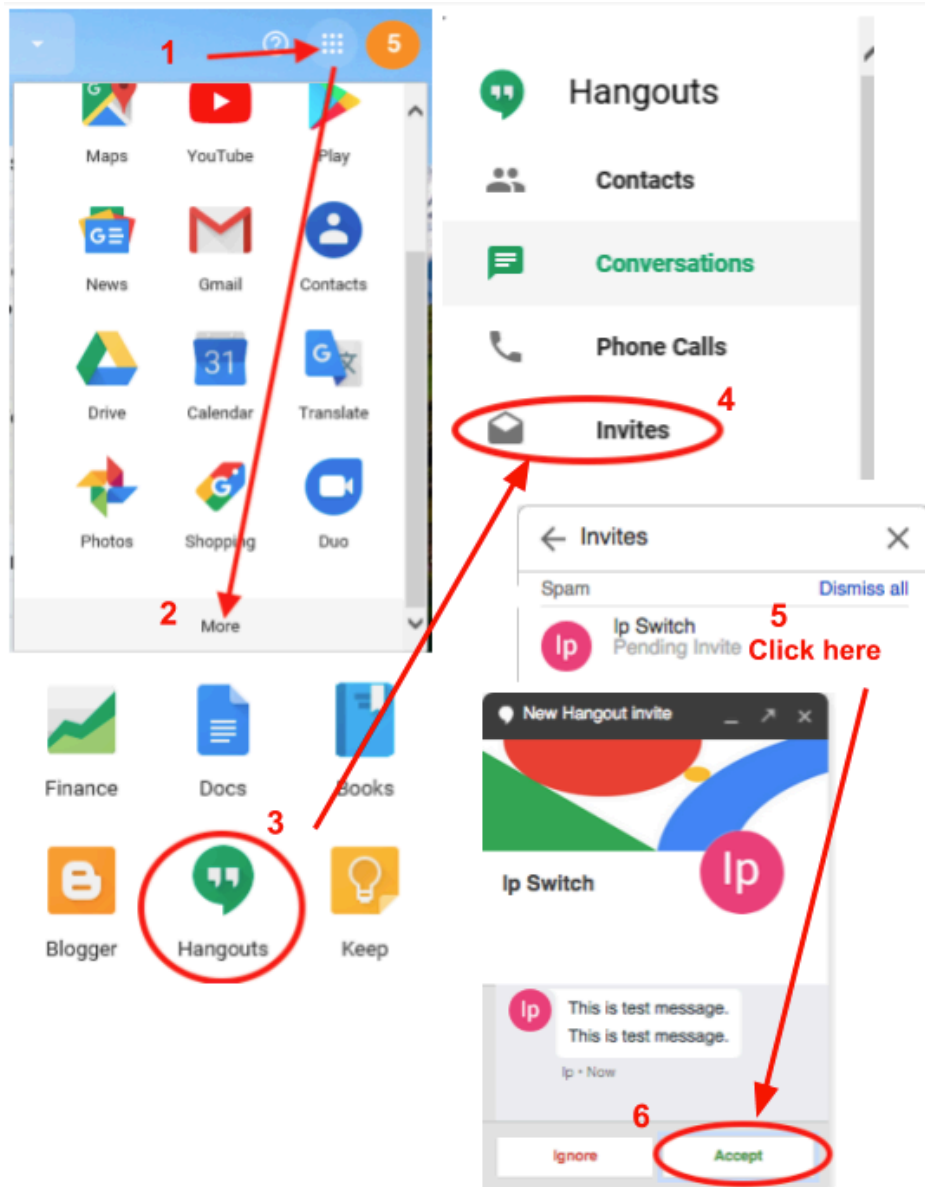 1
5
Maps YouTube Play
G
News Gmail Contacts
31
G
Drive Calendar Translate
G
Photos Shopping Duo
2
More
Finance Docs Books
3
Blogger Hangouts Keep
Hangouts
Contacts
Conversations
Phone Calls
4
Invites
Invites
Spam Dismiss all
Ip Ip Switch
Pending Invite
5
Click here
New Hangout invite
Ip Switch
Ip
Ip This is test message.
This is test message.
Ip • Now
6
Ignore Accept